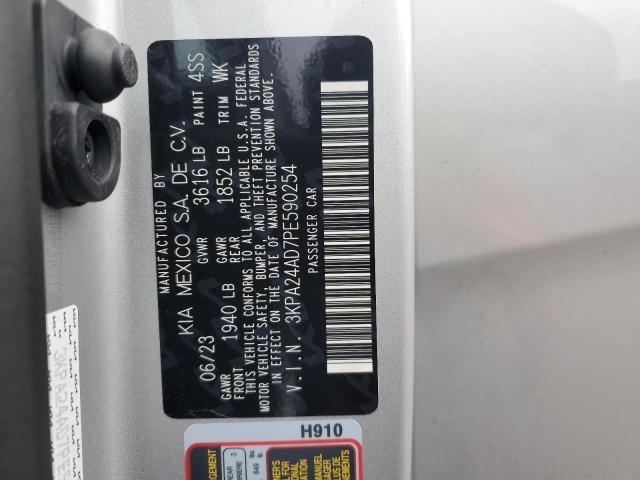 MANUFACTURED BY
KIA MEXICO S.A. DE C.V.
06/23 GVWR 3616 LB PAINT 4SS
GAWR FRONT 1940 LB GAWR REAR 1852 LB TRIM WK
THIS VEHICLE CONFORMS TO ALL APPLICABLE U.S.A. FEDERAL
MOTOR VEHICLE SAFETY, BUMPER, AND THEFT PREVENTION STANDARDS
IN EFFECT ON THE DATE OF MANUFACTURE SHOWN ABOVE.
V.I.N. 3KPA24AD7PE590254
PASSENGER CAR
H910